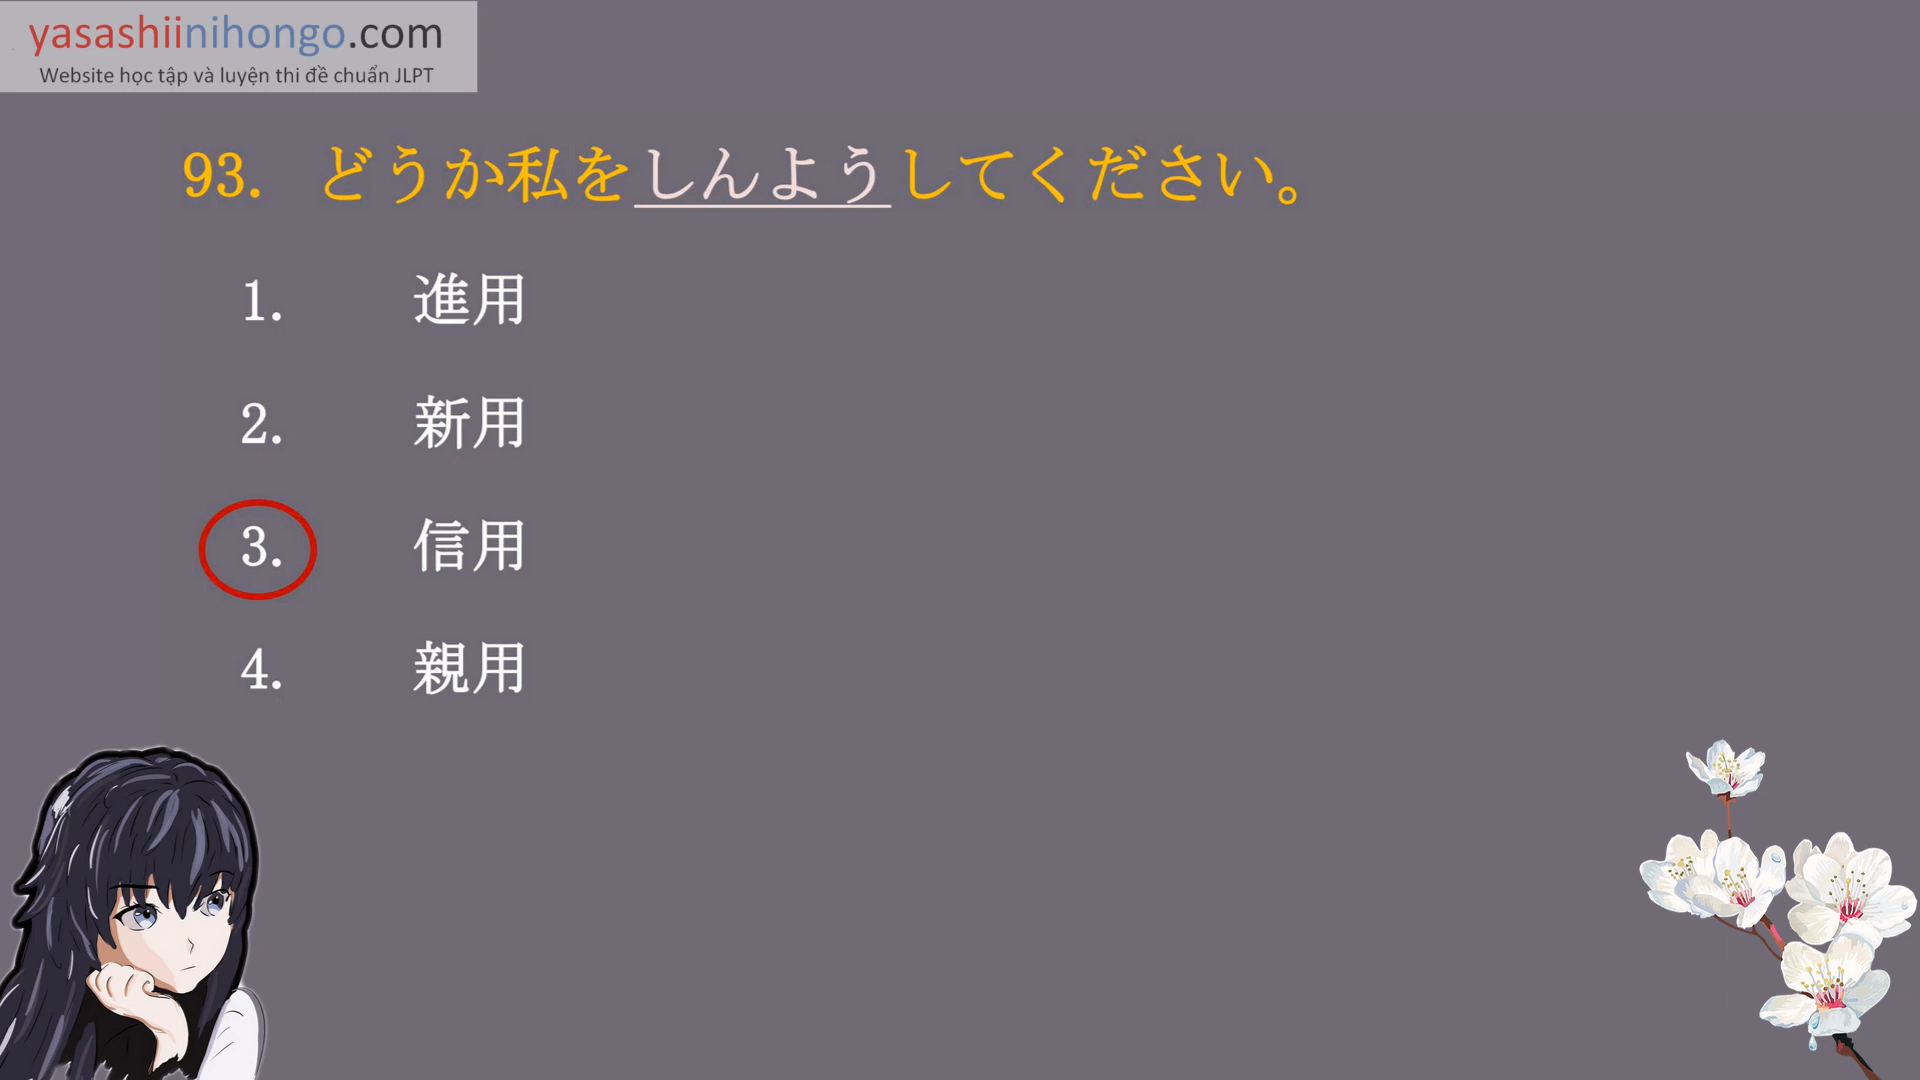 yasashiinihongo.com
Website học tập và luyện thi đề chuẩn JLPT
93. どうか私をしんようしてください。
1. 進用
2. 新用
3. 信用
4. 親用